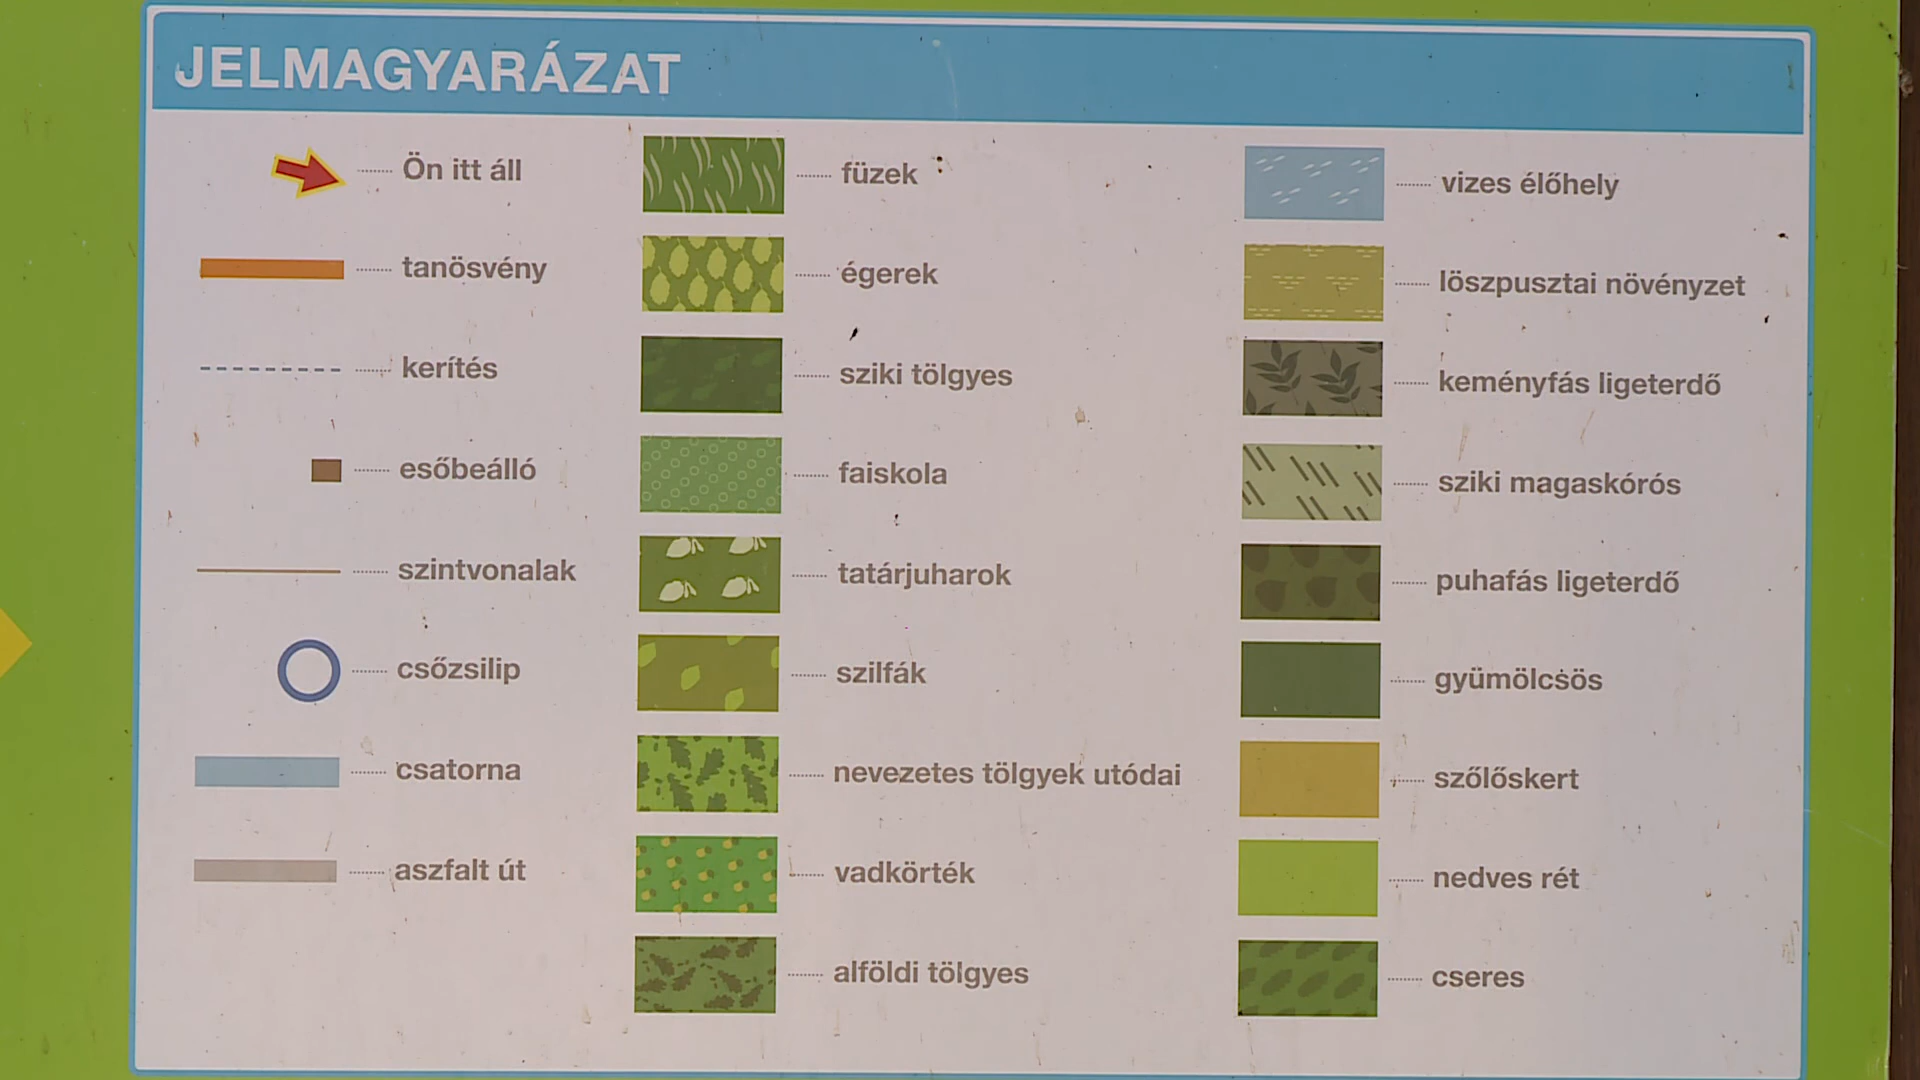 JELMAGYARÁZAT
Ön itt áll
tanösvény
kerítés
esőbeálló
szintvonalak
csőzsilip
csatorna
aszfalt út
füzek
égerek
sziki tölgyes
faiskola
tatárjuharok
szilfák
nevezetes tölgyek utódai
vadkörték
alföldi tölgyes
vizes élőhely
löszpusztai növényzet
keményfás ligeterdő
sziki magaskórós
puhafás ligeterdő
gyümölcsös
szőlőskert
nedves rét
cseres